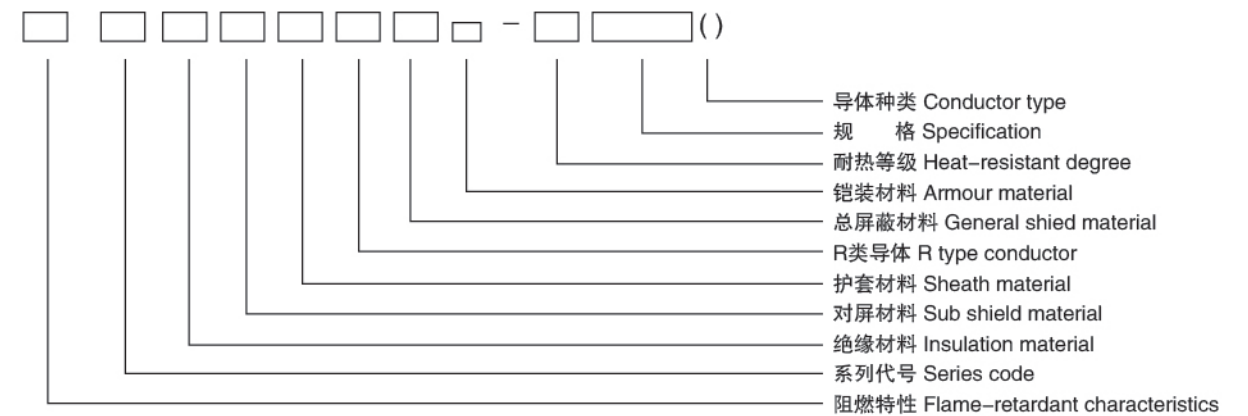 – ()
导体种类 Conductor type
规 格 Specification
耐热等级 Heat–resistant degree
铠装材料 Armour material
总屏蔽材料 General shied material
R类导体 R type conductor
护套材料 Sheath material
对屏材料 Sub shield material
绝缘材料 Insulation material
系列代号 Series code
阻燃特性 Flame–retardant characteristics